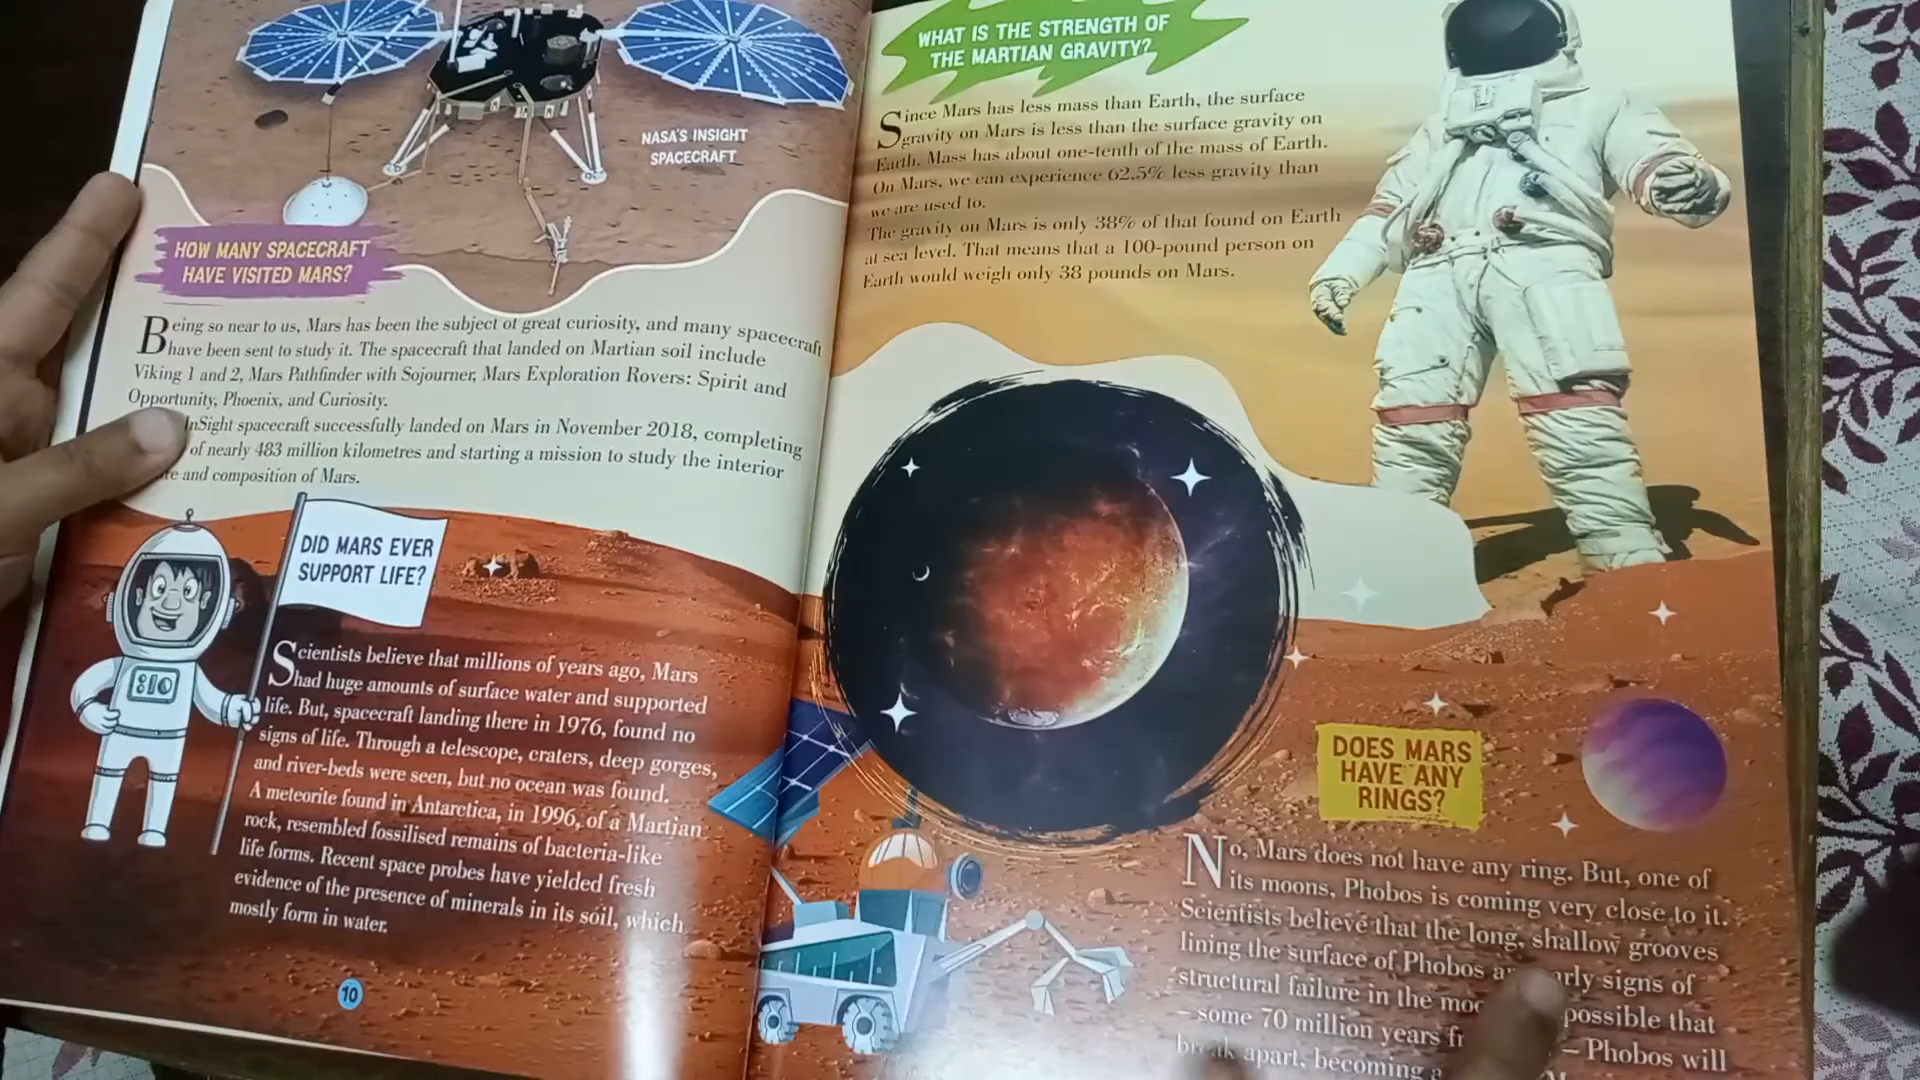 NASA'S INSIGHT
SPACECRAFT
HOW MANY SPACECRAFT
HAVE VISITED MARS?
Being so near to us, Mars has been the subject of great curiosity, and many spacecraft
have been sent to study it. The spacecraft that landed on Martian soil include
Viking 1 and 2, Mars Pathfinder with Sojourner, Mars Exploration Rovers: Spirit and
Opportunity, Phoenix, and Curiosity.
InSight spacecraft successfully landed on Mars in November 2018, completing
of nearly 483 million kilometres and starting a mission to study the interior
and composition of Mars.
DID MARS EVER
SUPPORT LIFE?
Scientists believe that millions of years ago, Mars
had huge amounts of surface water and supported
life. But, spacecraft landing there in 1976, found no
signs of life. Through a telescope, craters, deep gorges,
and river-beds were seen, but no ocean was found.
A meteorite found in Antarctica, in 1996, of a Martian
rock, resembled fossilised remains of bacteria-like
life forms. Recent space probes have yielded fresh
evidence of the presence of minerals in its soil, which
mostly form in water.
10
WHAT IS THE STRENGTH OF
THE MARTIAN GRAVITY?
Since Mars has less mass than Earth, the surface
gravity on Mars is less than the surface gravity on
Earth. Mass has about one-tenth of the mass of Earth.
On Mars, we can experience 62.5% less gravity than
we are used to.
The gravity on Mars is only 38% of that found on Earth
at sea level. That means that a 100-pound person on
Earth would weigh only 38 pounds on Mars.
DOES MARS
HAVE ANY
RINGS?
No, Mars does not have any ring. But, one of
its moons, Phobos is coming very close to it.
Scientists believe that the long, shallow grooves
lining the surface of Phobos signs of
structural failure in the possible that
– some 70 million years – Phobos will
break apart, becoming